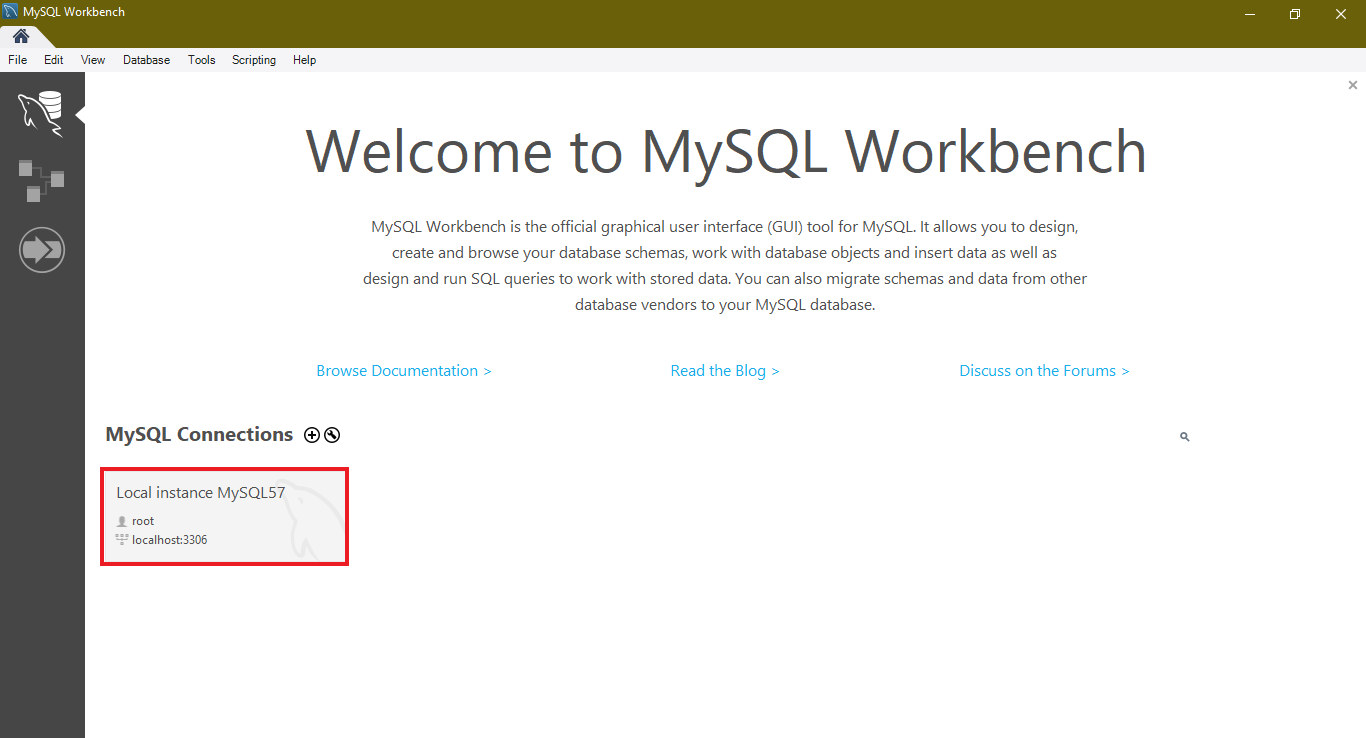 MySQL Workbench
File Edit View Database Tools Scripting Help
Welcome to MySQL Workbench
MySQL Workbench is the official graphical user interface (GUI) tool for MySQL. It allows you to design,
create and browse your database schemas, work with database objects and insert data as well as
design and run SQL queries to work with stored data. You can also migrate schemas and data from other
database vendors to your MySQL database.
Browse Documentation > Read the Blog > Discuss on the Forums >
MySQL Connections
Local instance MySQL57
root
localhost:3306